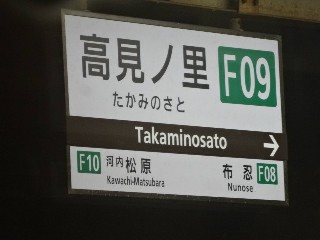 高見ノ里 F09
たかみのさと
Takaminosato →
F10 河内松原 布忍 F08
Kawachi-Matsubara Nunose